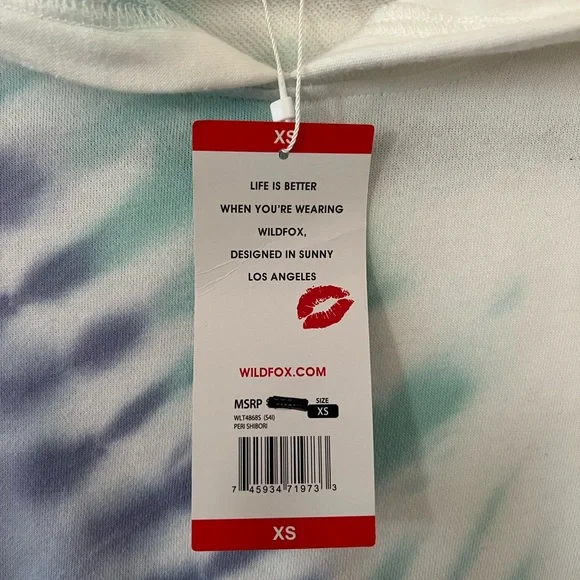 XS
LIFE IS BETTER
WHEN YOU'RE WEARING
WILDFOX,
DESIGNED IN SUNNY
LOS ANGELES
WILDFOX.COM
MSRP
SIZE
XS
WLT4868S (S4I)
PERI SHIBORI
7 45934 71973 3
XS